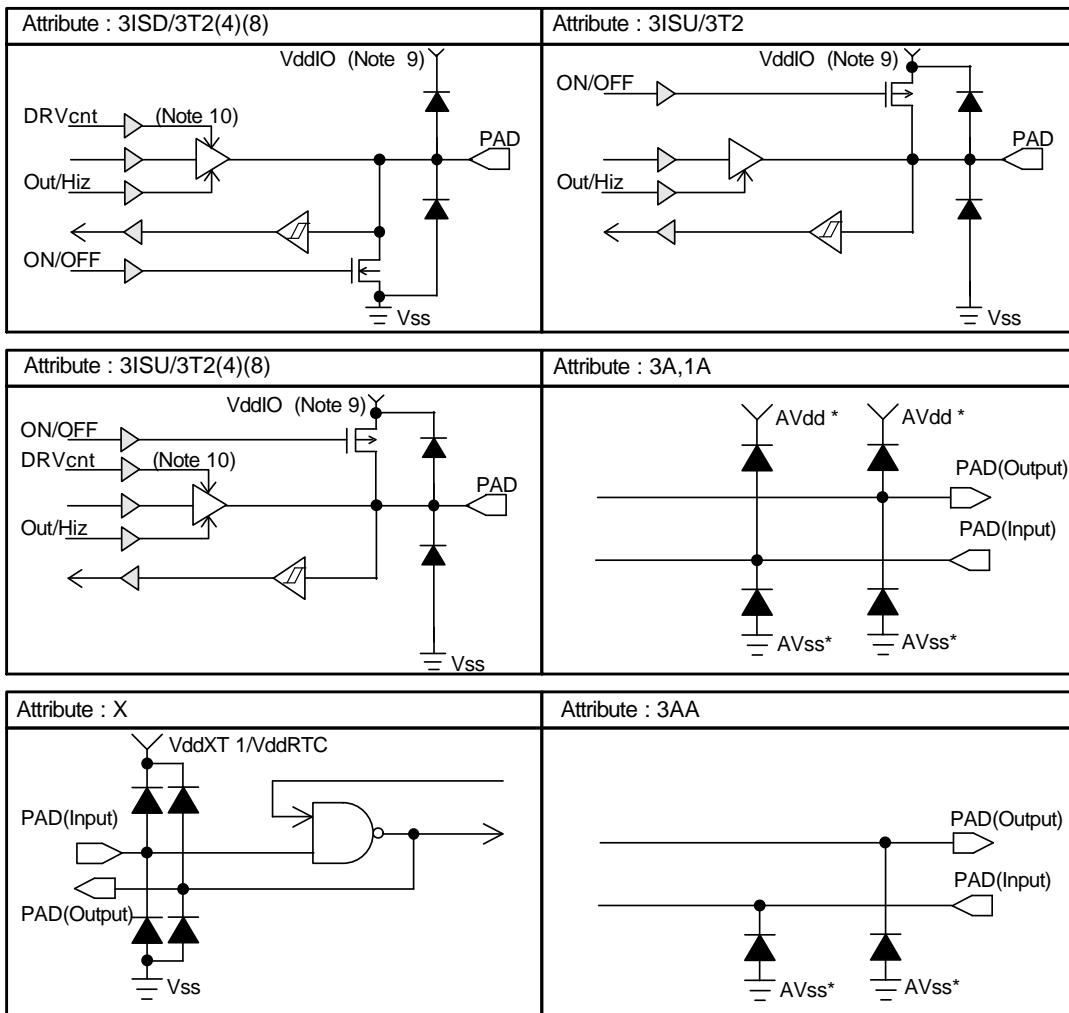 Attribute : 3ISD/3T2(4)(8)
VddIO (Note 9)
DRVcnt
(Note 10)
PAD
Out/Hiz
ON/OFF
Vss
Attribute : 3ISU/3T2
VddIO (Note 9)
ON/OFF
PAD
Out/Hiz
Vss
Attribute : 3ISU/3T2(4)(8)
VddIO (Note 9)
ON/OFF
DRVcnt
(Note 10)
PAD
Out/Hiz
Vss
Attribute : 3A,1A
AVdd *
AVdd *
PAD(Output)
PAD(Input)
AVss*
AVss*
Attribute : X
VddXT 1/VddRTC
PAD(Input)
PAD(Output)
Vss
Attribute : 3AA
PAD(Output)
PAD(Input)
AVss*
AVss*